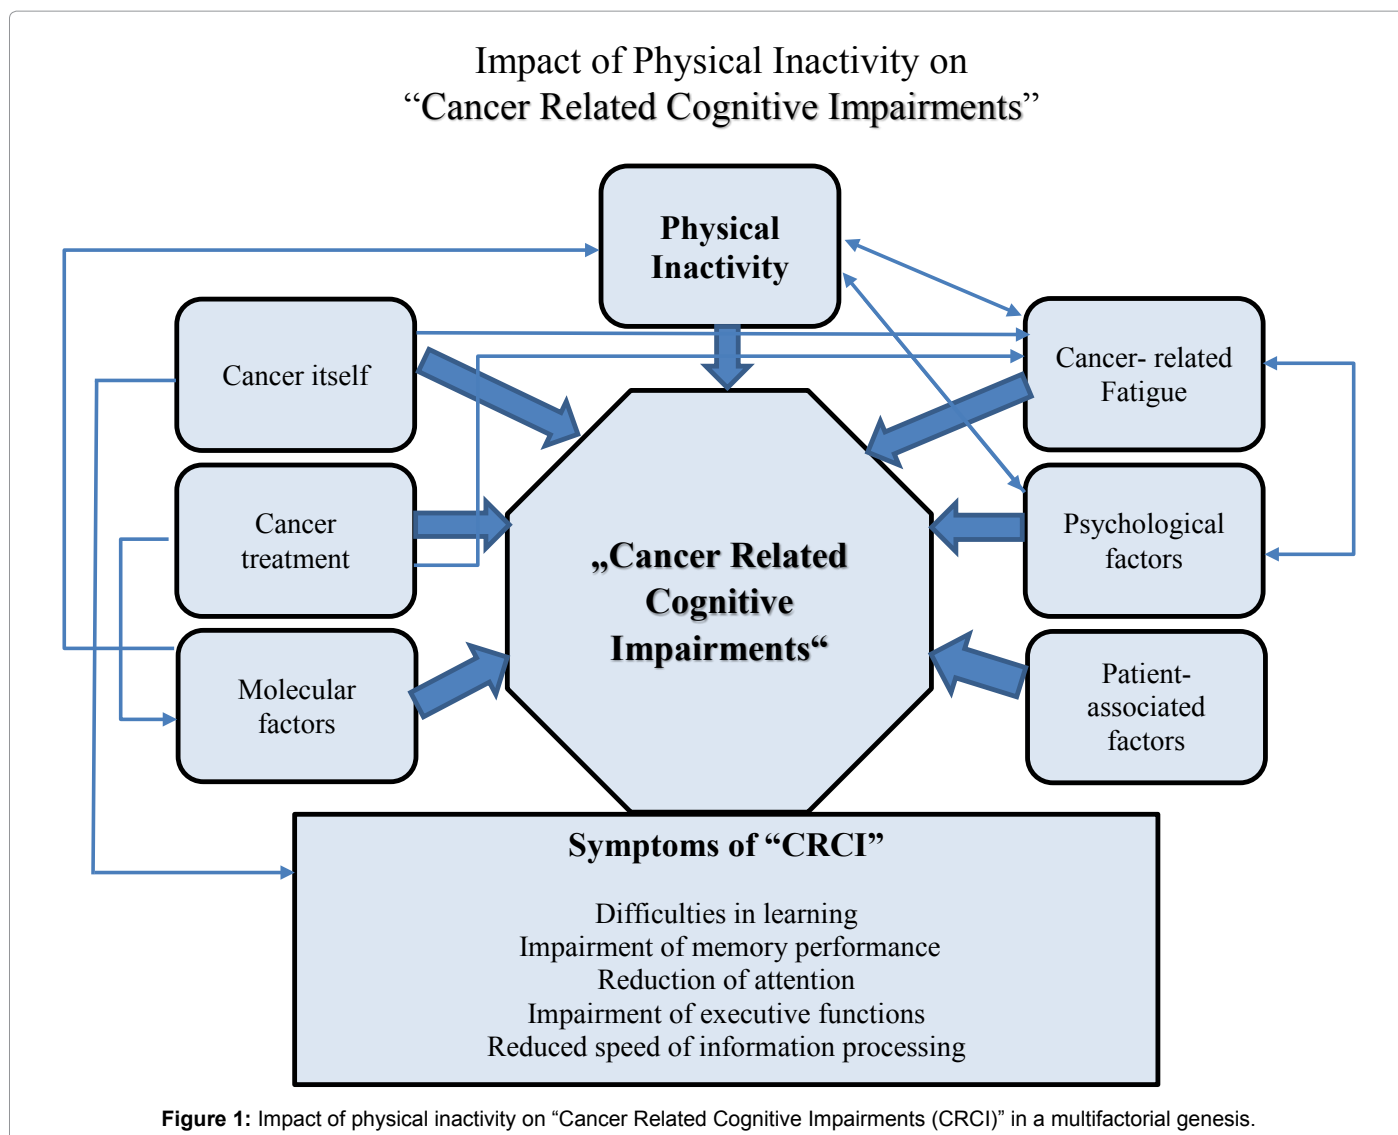 Impact of Physical Inactivity on
“Cancer Related Cognitive Impairments”
Physical
Inactivity
Cancer itself
Cancer- related
Fatigue
Cancer
treatment
Psychological
factors
„Cancer Related
Cognitive
Impairments“
Molecular
factors
Patient-
associated
factors
Symptoms of “CRCI”
Difficulties in learning
Impairment of memory performance
Reduction of attention
Impairment of executive functions
Reduced speed of information processing
Figure 1: Impact of physical inactivity on “Cancer Related Cognitive Impairments (CRCI)” in a multifactorial genesis.